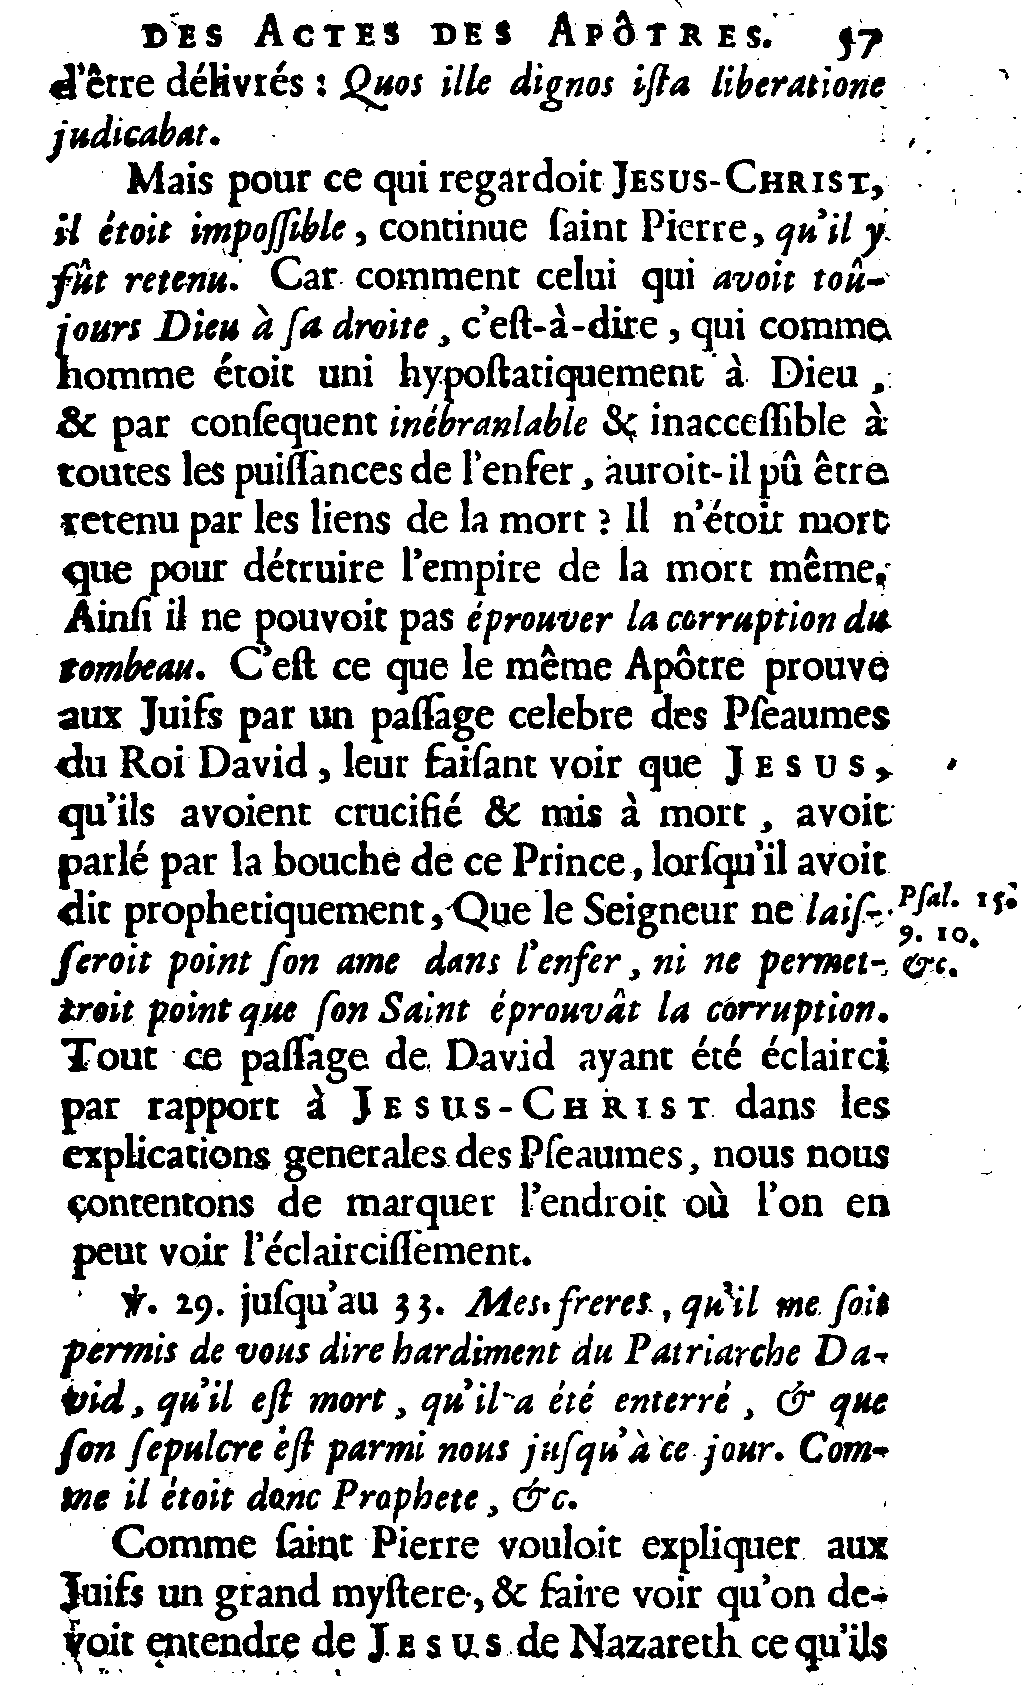 DES ACTES DES APÔTRES. 57
d'être délivrés : Quos ille dignos iſta liberatione
judicabat.
Mais pour ce qui regardoit JESUS-CHRIST,
il étoit impoſſible, continue ſaint Pierre, qu'il y
fût retenu. Car comment celui qui avoit toû-
jours Dieu à ſa droite, c'eſt-à-dire, qui comme
homme étoit uni hypoſtatiquement à Dieu,
& par conſequent inébranlable & inacceſſible à
toutes les puiſſances de l'enfer, auroit-il pû être
retenu par les liens de la mort ? Il n'étoit mort
que pour détruire l'empire de la mort même.
Ainſi il ne pouvoit pas éprouver la corruption du
tombeau. C'eſt ce que le même Apôtre prouve
aux Juifs par un paſſage celebre des Pſeaumes
du Roi David, leur faiſant voir que JESUS,
qu'ils avoient crucifié & mis à mort, avoit
parlé par la bouche de ce Prince, lorſqu'il avoit
dit prophetiquement, Que le Seigneur ne laiſ-
ſeroit point ſon ame dans l'enfer, ni ne permet-
troit point que ſon Saint éprouvât la corruption.
Pſal. 15.
9. 10.
&c.
Tout ce paſſage de David ayant été éclairci
par rapport à JESUS-CHRIST dans les
explications generales des Pſeaumes, nous nous
contentons de marquer l'endroit où l'on en
peut voir l'éclairciſſement.
℣. 29. juſqu'au 33. Mes freres, qu'il me ſoit
permis de vous dire hardiment du Patriarche Da-
vid, qu'il eſt mort, qu'il a été enterré, & que
ſon ſepulcre eſt parmi nous juſqu'à ce jour. Com-
me il étoit donc Prophete, &c.
Comme ſaint Pierre vouloit expliquer aux
Juifs un grand myſtere, & faire voir qu'on de-
voit entendre de JESUS de Nazareth ce qu'ils